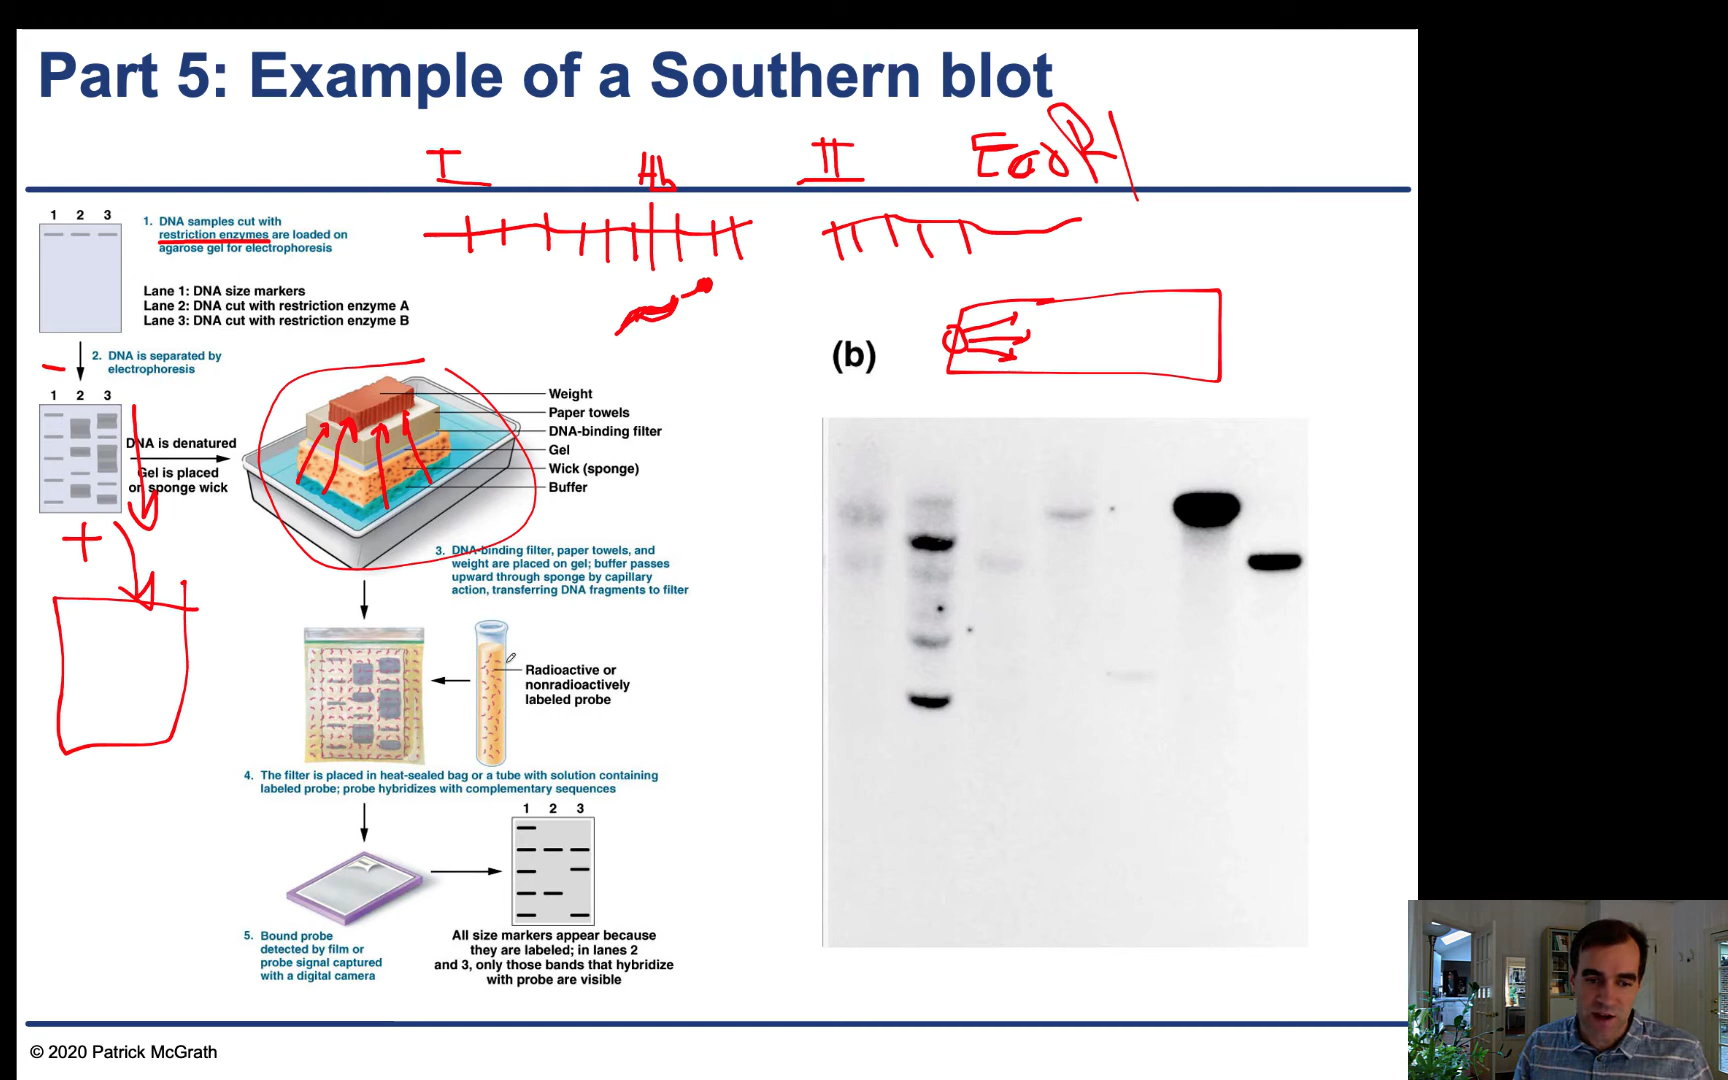 Part 5: Example of a Southern blot
I
II
EcoR1
1 2 3
1. DNA samples cut with
restriction enzymes are loaded on
agarose gel for electrophoresis
Lane 1: DNA size markers
Lane 2: DNA cut with restriction enzyme A
Lane 3: DNA cut with restriction enzyme B
2. DNA is separated by
electrophoresis
1 2 3
DNA is denatured
Gel is placed
on sponge wick
+
Weight
Paper towels
DNA-binding filter
Gel
Wick (sponge)
Buffer
3. DNA-binding filter, paper towels, and
weight are placed on gel; buffer passes
upward through sponge by capillary
action, transferring DNA fragments to filter
Radioactive or
nonradioactively
labeled probe
4. The filter is placed in heat-sealed bag or a tube with solution containing
labeled probe; probe hybridizes with complementary sequences
1 2 3
5. Bound probe
detected by film or
probe signal captured
with a digital camera
All size markers appear because
they are labeled; in lanes 2
and 3, only those bands that hybridize
with probe are visible
(b)
© 2020 Patrick McGrath